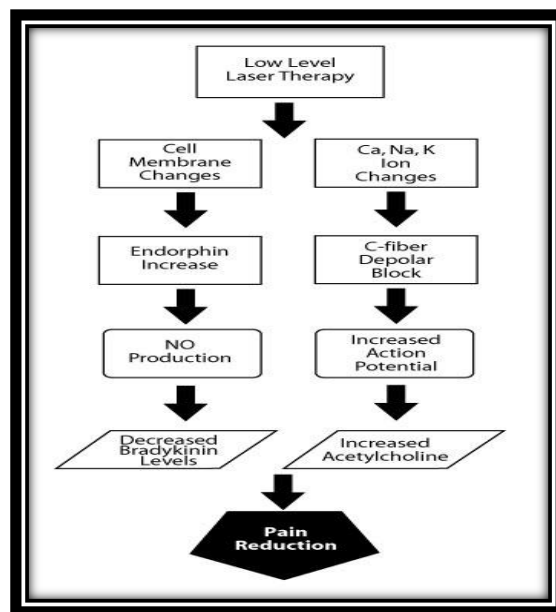 Low Level
Laser Therapy
Cell
Membrane
Changes
Ca, Na, K
Ion
Changes
Endorphin
Increase
C-fiber
Depolar
Block
NO
Production
Increased
Action
Potential
Decreased
Bradykinin
Levels
Increased
Acetylcholine
Pain
Reduction